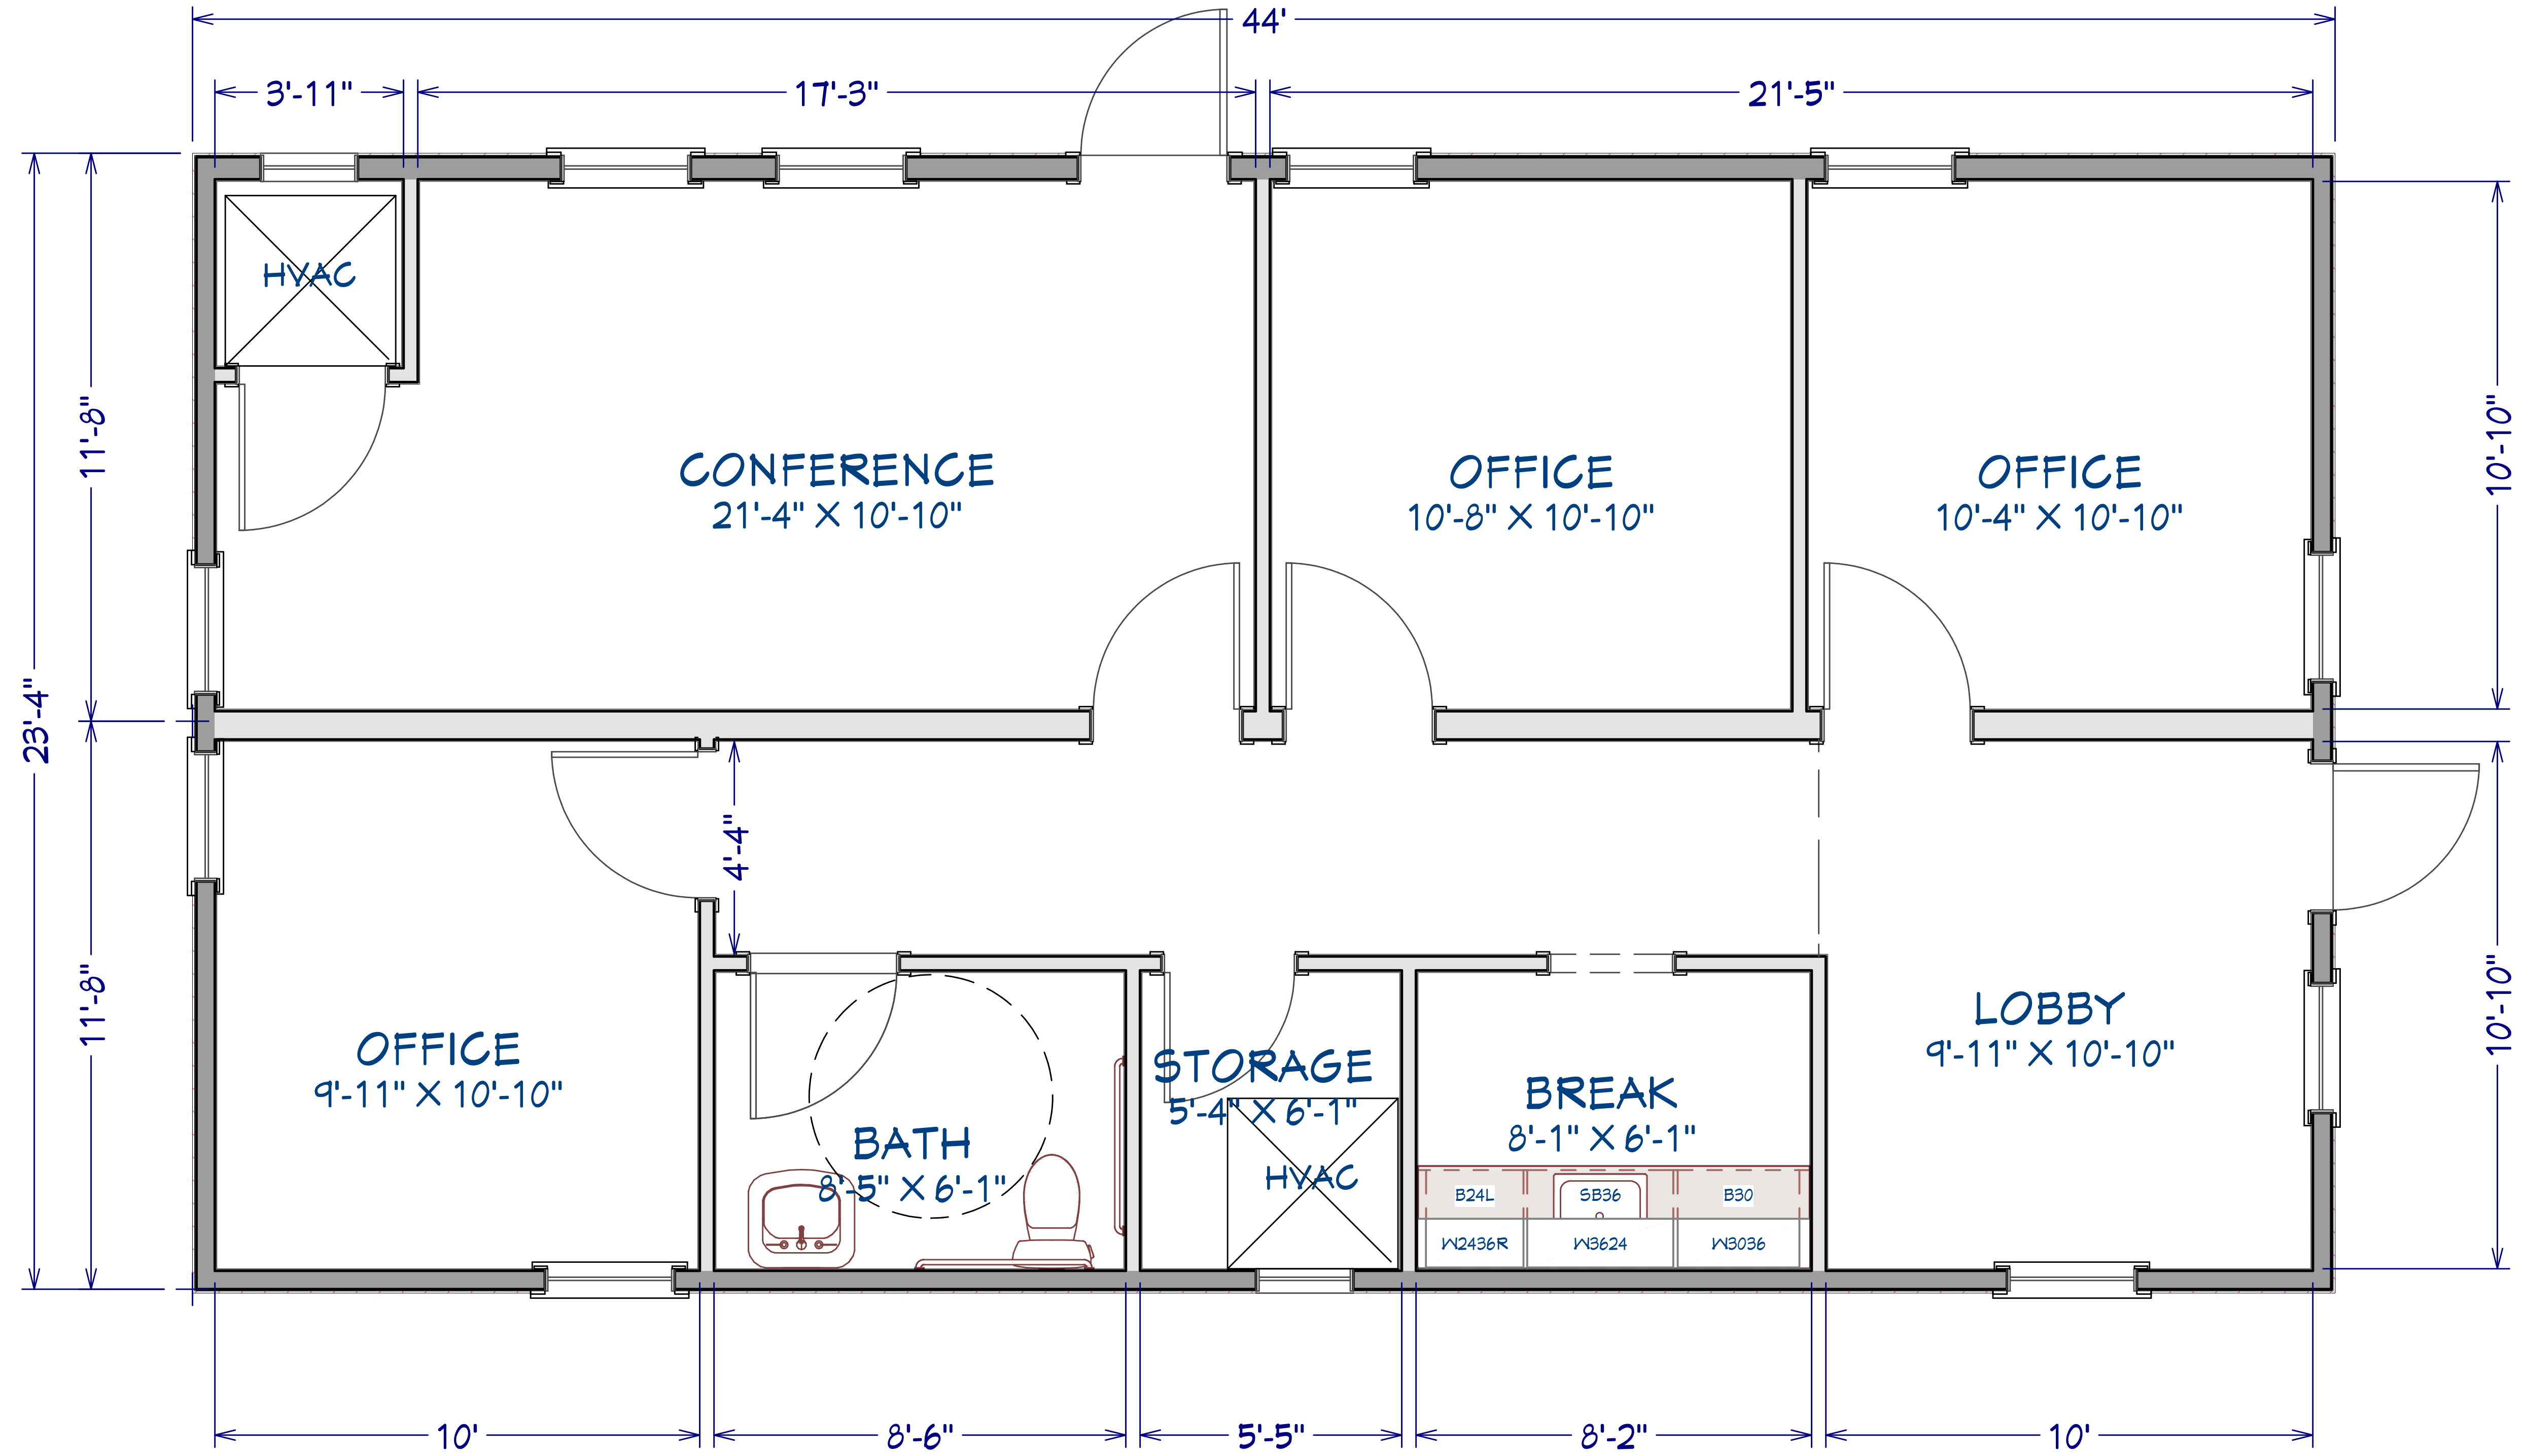 44'
3'-11"
17'-3"
21'-5"
HVAC
11'-8"
10'-10"
CONFERENCE
21'-4" X 10'-10"
OFFICE
10'-8" X 10'-10"
OFFICE
10'-4" X 10'-10"
23'-4"
4'-4"
11'-8"
10'-10"
OFFICE
9'-11" X 10'-10"
BATH
8'-5" X 6'-1"
STORAGE
5'-4" X 6'-1"
HVAC
BREAK
8'-1" X 6'-1"
B24L
SB36
B30
W2436R
W3624
W3036
LOBBY
9'-11" X 10'-10"
10'
8'-6"
5'-5"
8'-2"
10'